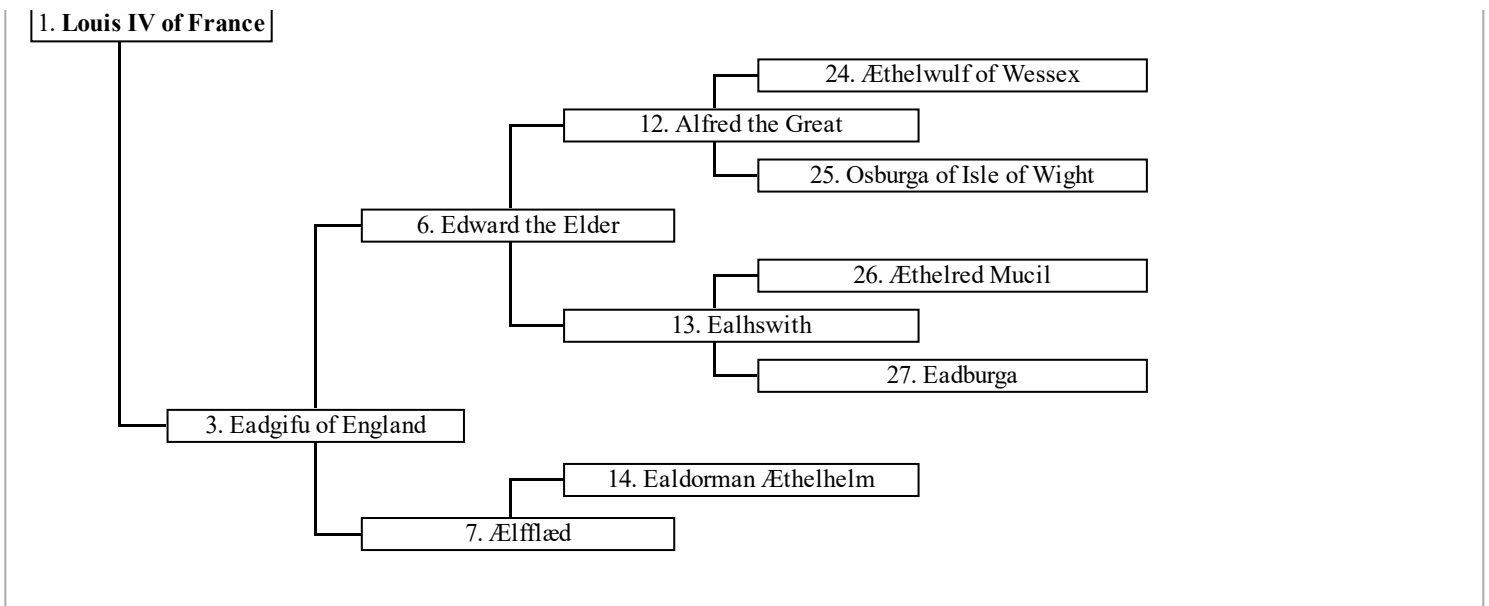 1. Louis IV of France
24. Æthelwulf of Wessex
12. Alfred the Great
25. Osburga of Isle of Wight
6. Edward the Elder
26. Æthelred Mucil
13. Ealhswith
27. Eadburga
3. Eadgifu of England
14. Ealdorman Æthelhelm
7. Ælfflæd